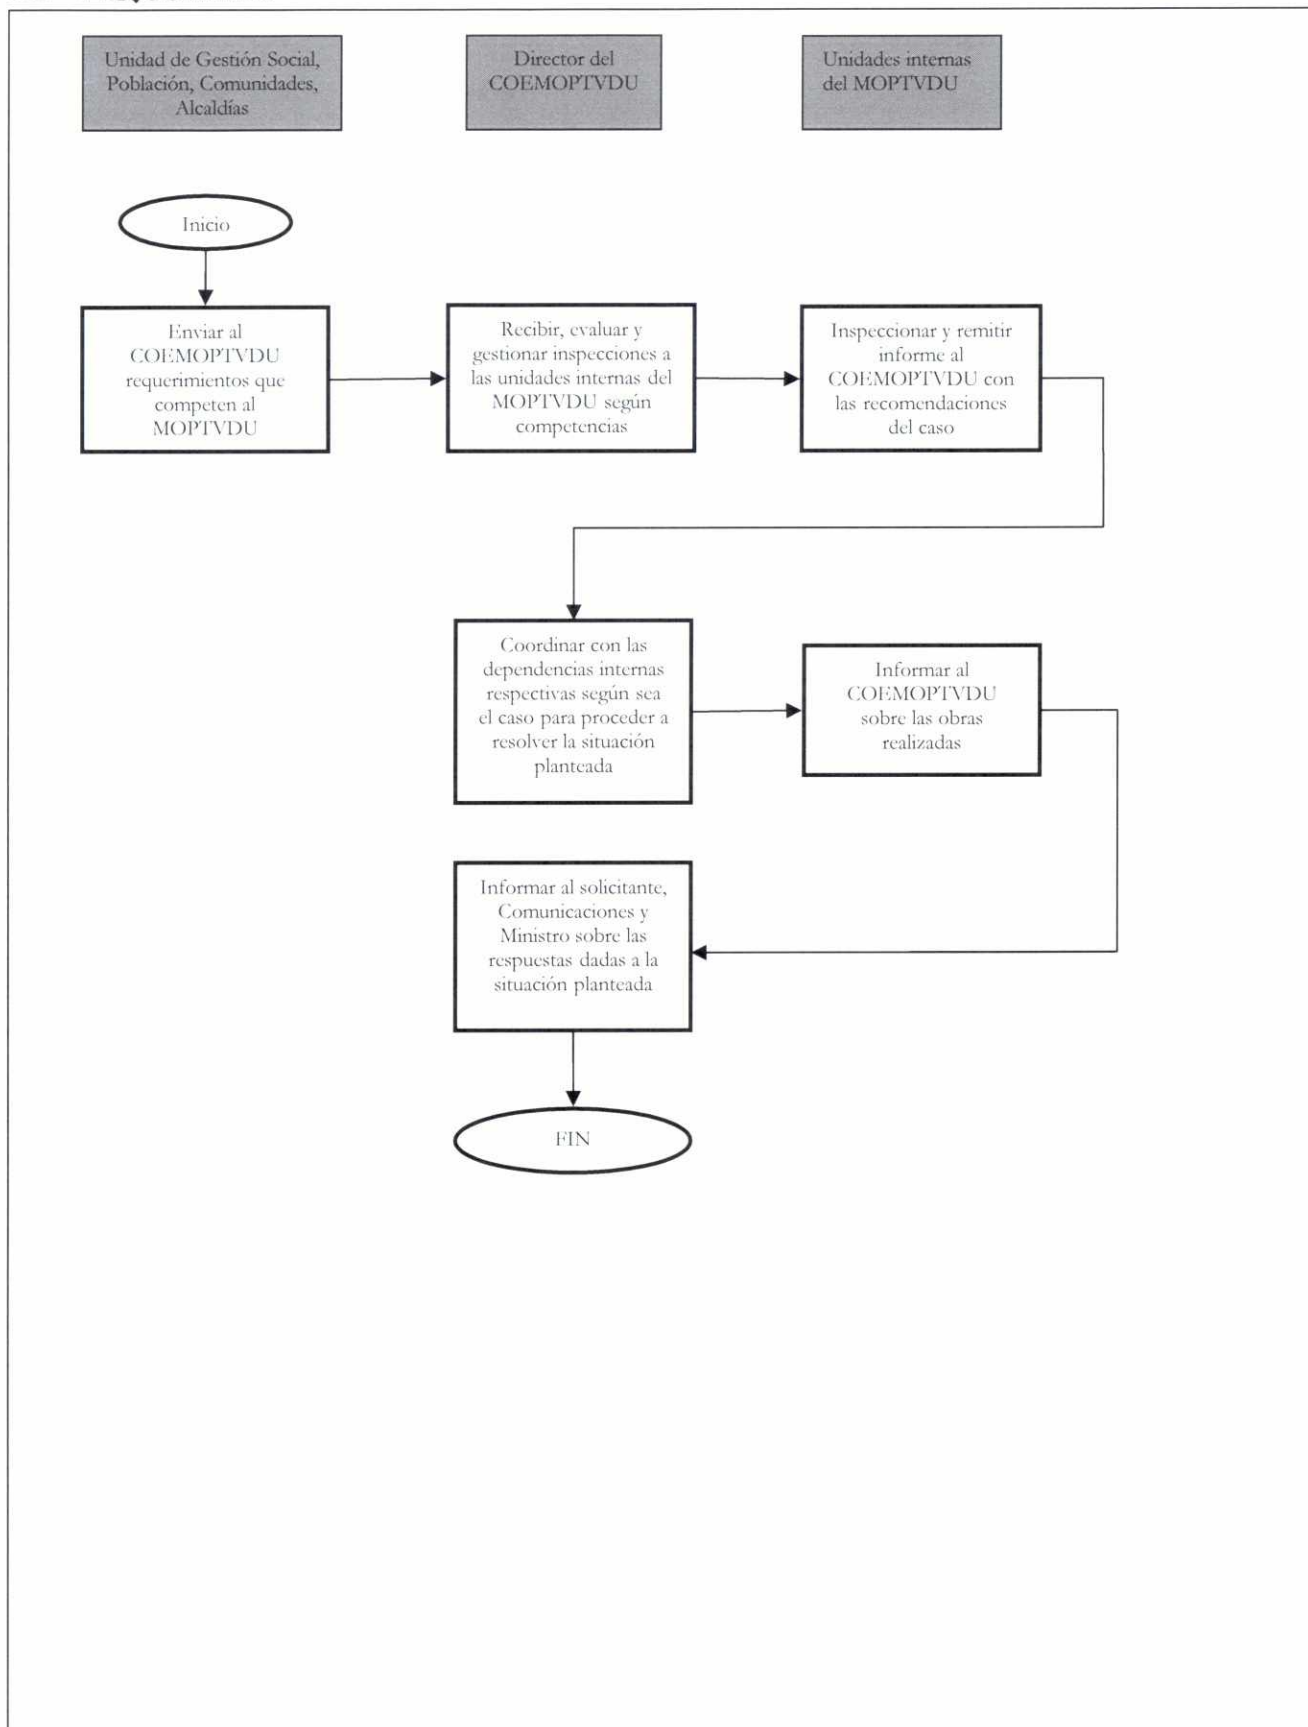 Unidad de Gestión Social,
Población, Comunidades,
Alcaldías
Director del
COEMOPTVDU
Unidades internas
del MOPTVDU
Inicio
Enviar al
COEMOPTVDU
requerimientos que
competen al
MOPTVDU
Recibir, evaluar y
gestionar inspecciones a
las unidades internas del
MOPTVDU según
competencias
Inspeccionar y remitir
informe al
COEMOPTVDU con
las recomendaciones
del caso
Coordinar con las
dependencias internas
respectivas según sea
el caso para proceder a
resolver la situación
planteada
Informar al
COEMOPTVDU
sobre las obras
realizadas
Informar al solicitante,
Comunicaciones y
Ministro sobre las
respuestas dadas a la
situación planteada
FIN